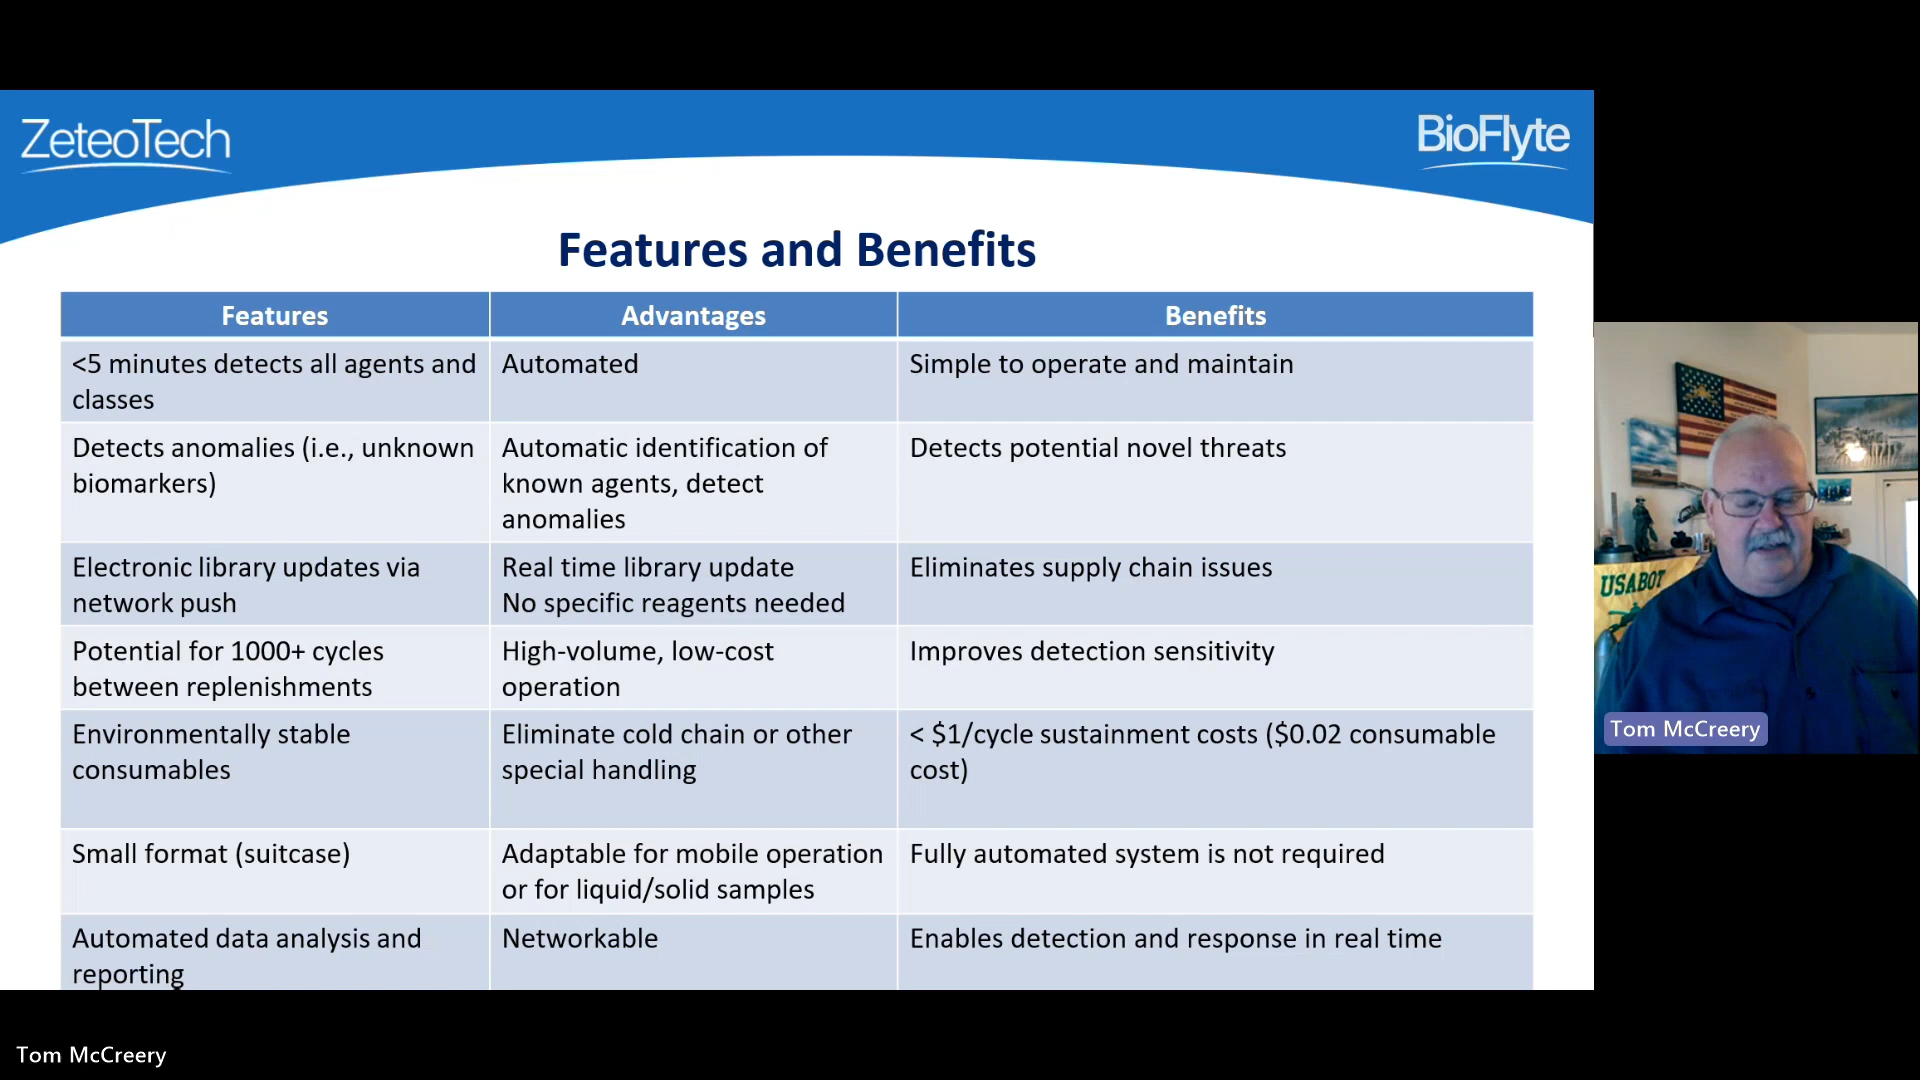 ZeteoTech
BioFlyte
Features and Benefits
Features
Advantages
Benefits
<5 minutes detects all agents and
classes
Automated
Simple to operate and maintain
Detects anomalies (i.e., unknown
biomarkers)
Automatic identification of
known agents, detect
anomalies
Detects potential novel threats
Electronic library updates via
network push
Real time library update
No specific reagents needed
Eliminates supply chain issues
Potential for 1000+ cycles
between replenishments
High-volume, low-cost
operation
Improves detection sensitivity
Environmentally stable
consumables
Eliminate cold chain or other
special handling
< $1/cycle sustainment costs ($0.02 consumable
cost)
Small format (suitcase)
Adaptable for mobile operation
or for liquid/solid samples
Fully automated system is not required
Automated data analysis and
reporting
Networkable
Enables detection and response in real time
USABOT
Tom McCreery
Tom McCreery